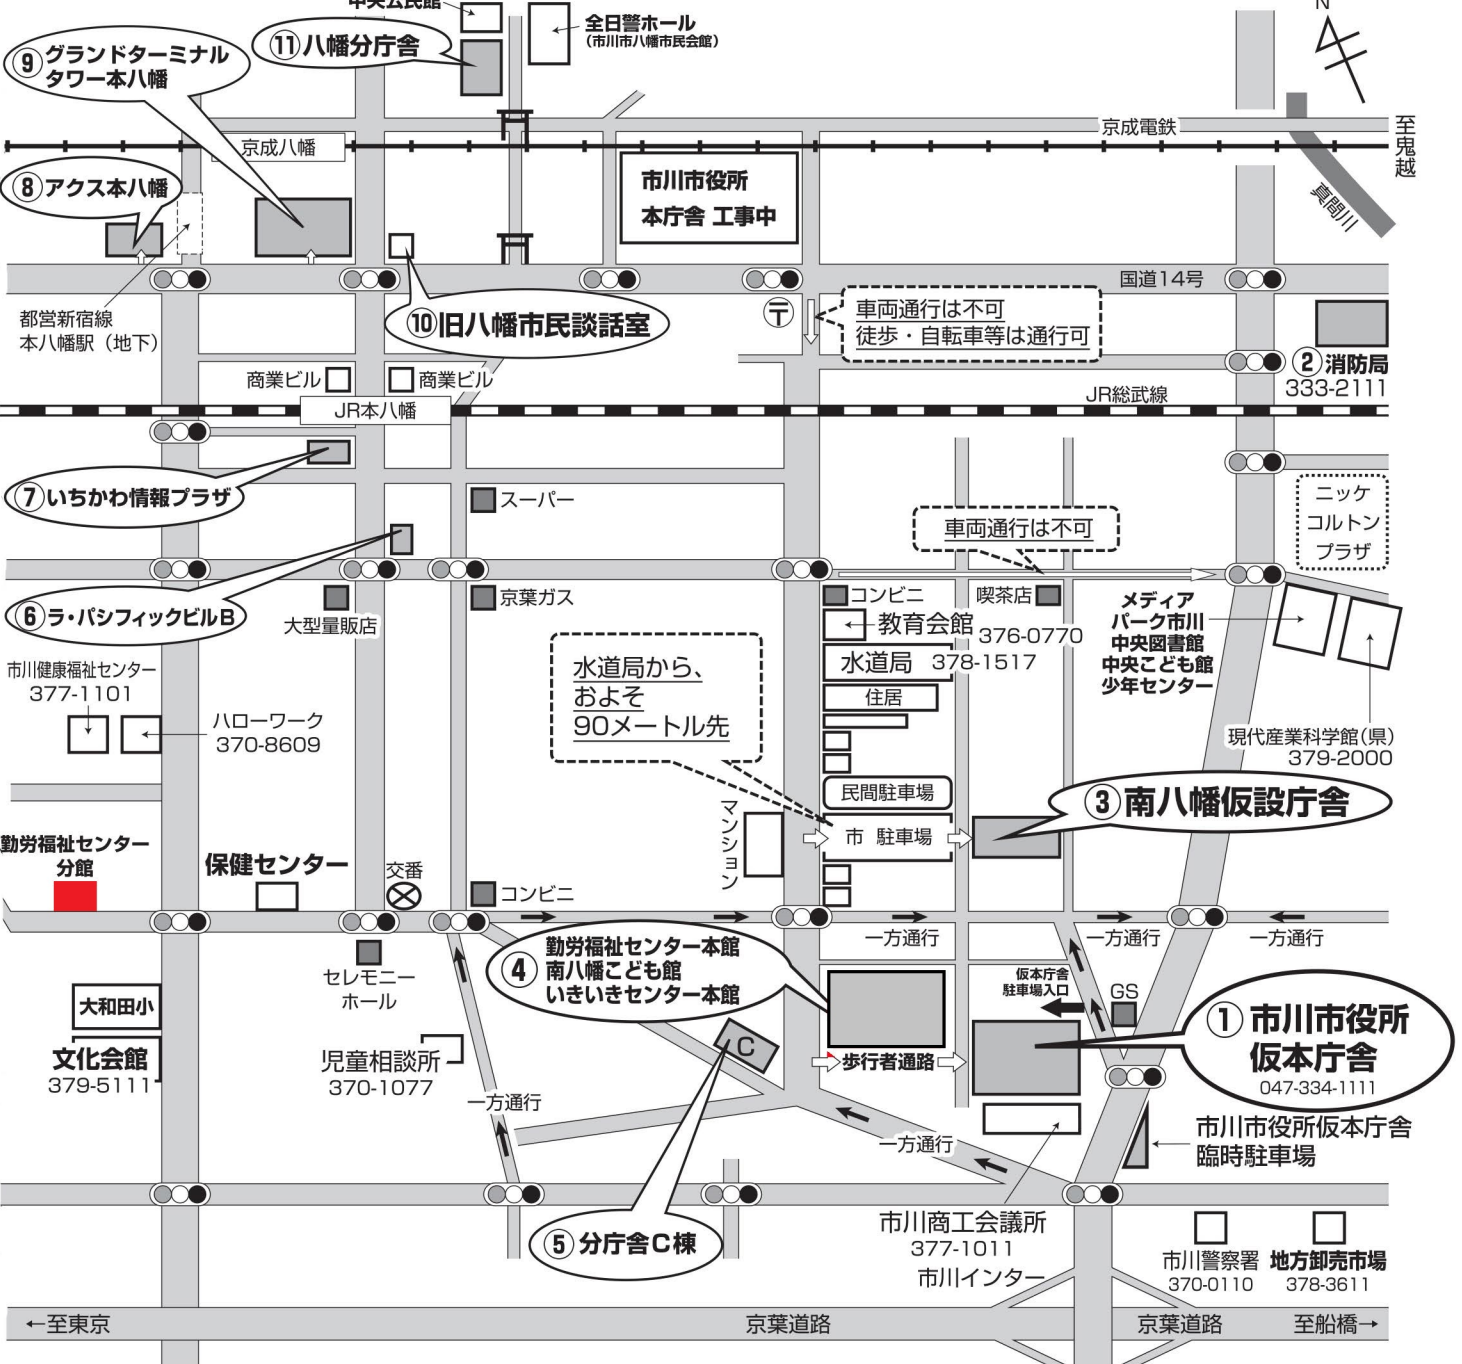 中央公民館
全日警ホール
(市川市八幡市民会館)
N
⑪八幡分庁舎
⑨グランドターミナル
タワー本八幡
京成電鉄
至鬼越
京成八幡
⑧アクス本八幡
市川市役所
本庁舎 工事中
真間川
国道14号
都営新宿線
本八幡駅(地下)
⑩旧八幡市民談話室
〒
車両通行は不可
徒歩・自転車等は通行可
②消防局
333-2111
商業ビル
商業ビル
JR総武線
JR本八幡
⑦いちかわ情報プラザ
スーパー
ニッケ
コルトン
プラザ
車両通行は不可
⑥ラ・パシフィックビルB
大型量販店
京葉ガス
コンビニ
喫茶店
教育会館
376-0770
水道局 378-1517
住居
メディア
パーク市川
中央図書館
中央こども館
少年センター
市川健康福祉センター
377-1101
ハローワーク
370-8609
水道局から、
およそ
90メートル先
現代産業科学館(県)
379-2000
民間駐車場
③南八幡仮設庁舎
マンション
市 駐車場
勤労福祉センター
分館
保健センター
交番
コンビニ
一方通行
一方通行
一方通行
④勤労福祉センター本館
南八幡こども館
いきいきセンター本館
セレモニー
ホール
仮本庁舎
駐車場入口
GS
大和田小
①市川市役所
仮本庁舎
047-334-1111
文化会館
379-5111
児童相談所
370-1077
C
歩行者通路
一方通行
一方通行
市川市役所仮本庁舎
臨時駐車場
⑤分庁舎C棟
市川商工会議所
377-1011
市川インター
市川警察署
370-0110
地方卸売市場
378-3611
←至東京
京葉道路
京葉道路
至船橋→